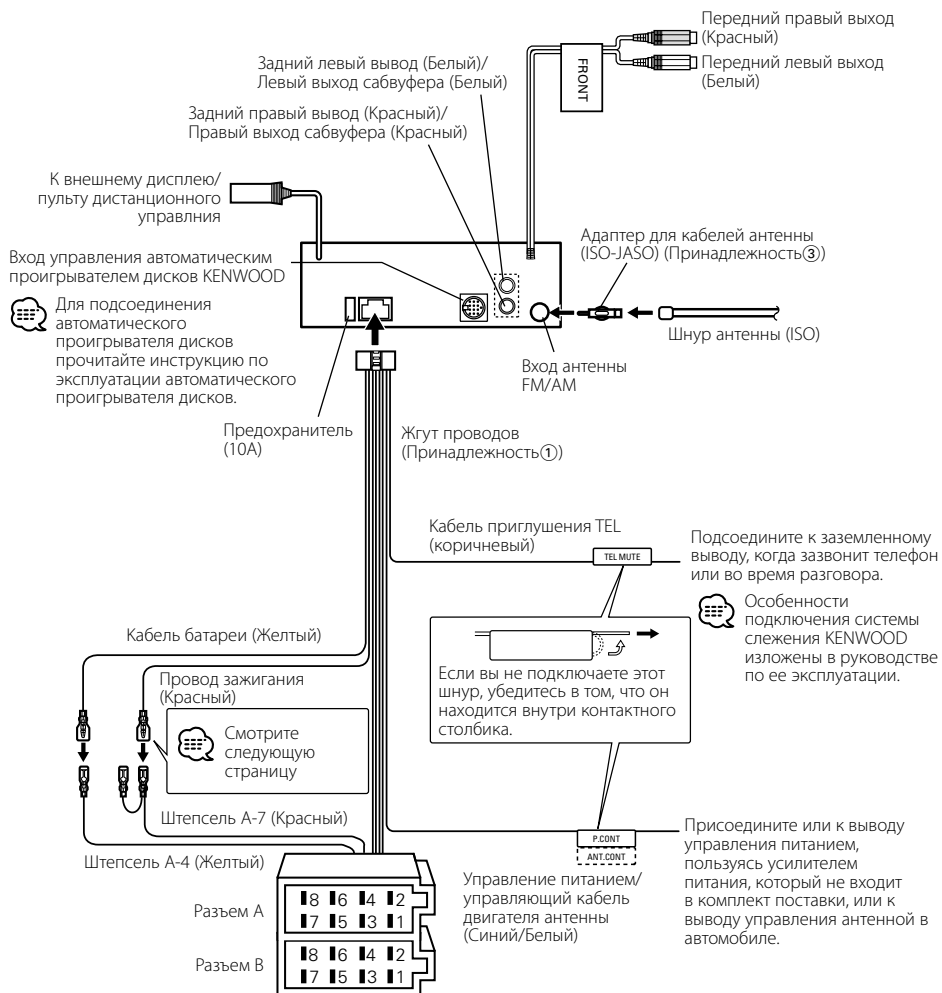 Передний правый выход
(Красный)
Передний левый выход
(Белый)
FRONT
Задний левый вывод (Белый)/
Левый выход сабвуфера (Белый)
Задний правый вывод (Красный)/
Правый выход сабвуфера (Красный)
К внешнему дисплею/
пульту дистанционного
управлния
Адаптер для кабелей антенны
(ISO-JASO) (Принадлежность③)
Вход управления автоматическим
проигрывателем дисков KENWOOD
Для подсоединения
автоматического
проигрывателя дисков
прочитайте инструкцию по
эксплуатации автоматического
проигрывателя дисков.
Шнур антенны (ISO)
Вход антенны
FM/AM
Предохранитель
(10A)
Жгут проводов
(Принадлежность①)
Кабель приглушения TEL
(коричневый)
TEL MUTE
Подсоедините к заземленному
выводу, когда зазвонит телефон
или во время разговора.
Особенности
подключения системы
слежения KENWOOD
изложены в руководстве
по ее эксплуатации.
Если вы не подключаете этот
шнур, убедитесь в том, что он
находится внутри контактного
столбика.
Кабель батареи (Желтый)
Провод зажигания
(Красный)
Смотрите
следующую
страницу
Штепсель А-7 (Красный)
Штепсель А-4 (Желтый)
P.CONT
ANT.CONT
Управление питанием/
управляющий кабель
двигателя антенны
(Синий/Белый)
Присоедините или к выводу
управления питанием,
пользуясь усилителем
питания, который не входит
в комплект поставки, или к
выводу управления антенной в
автомобиле.
Разъем А
8 6 4 2
7 5 3 1
Разъем В
8 6 4 2
7 5 3 1